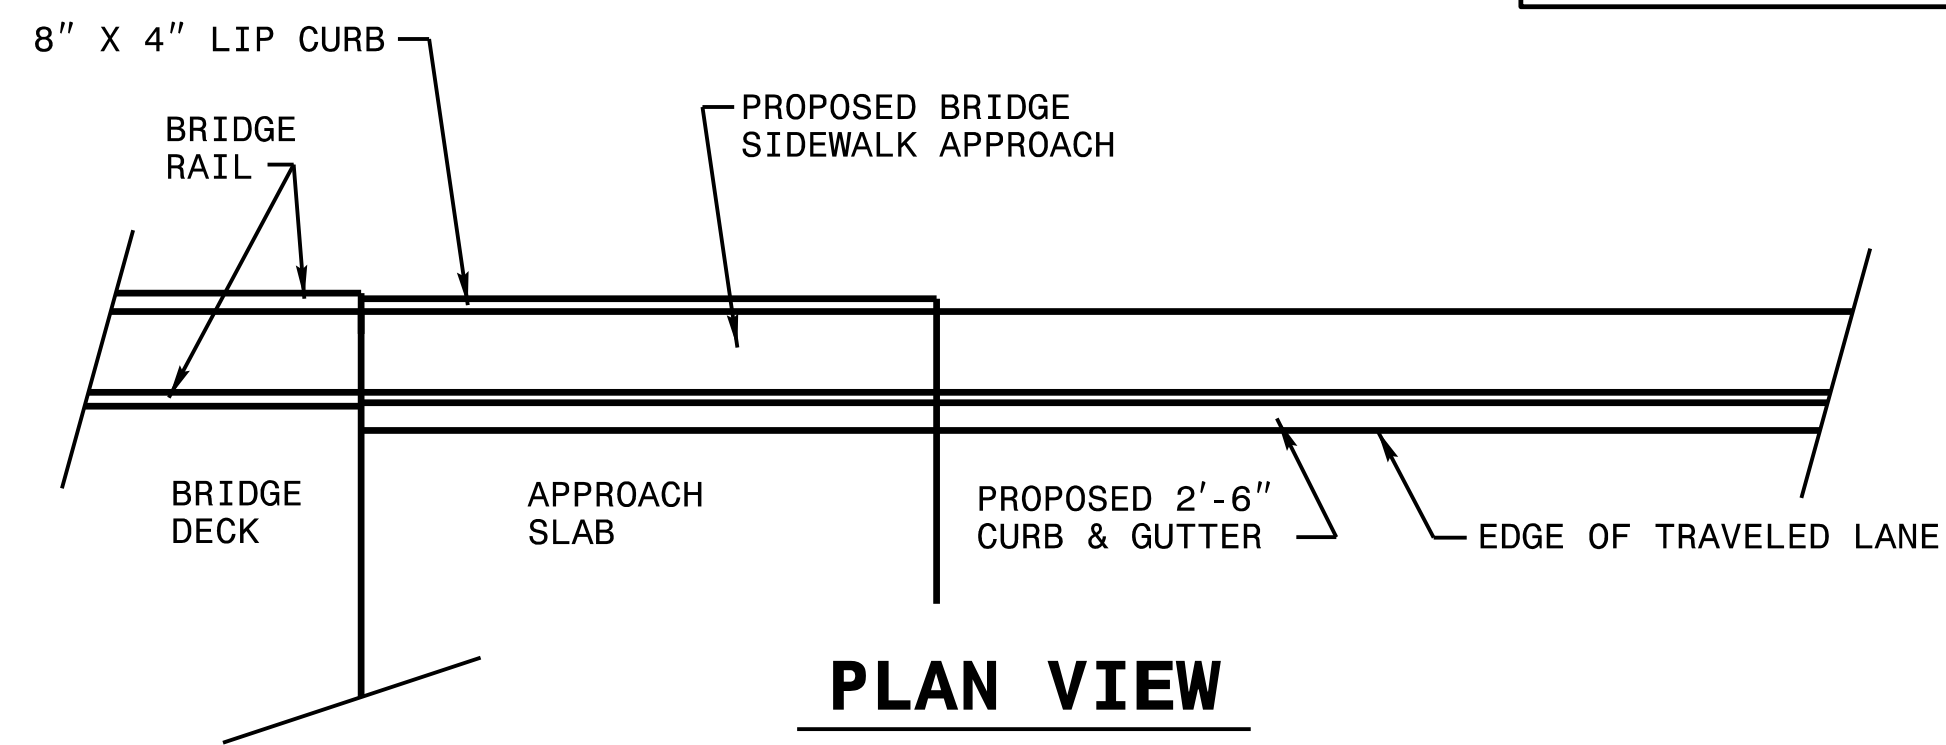 8" X 4" LIP CURB
BRIDGE
RAIL
PROPOSED BRIDGE
SIDEWALK APPROACH
BRIDGE
DECK
APPROACH
SLAB
PROPOSED 2'-6"
CURB & GUTTER
EDGE OF TRAVELED LANE
PLAN VIEW